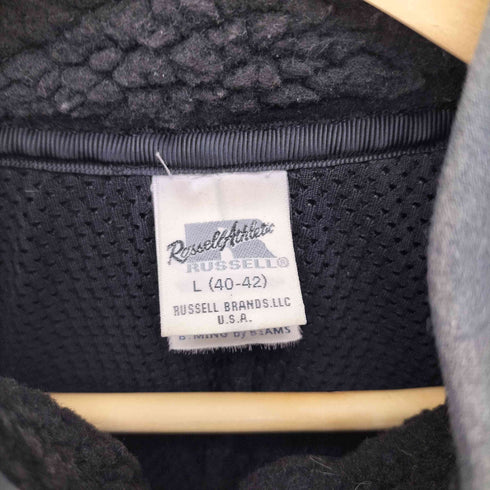 Russell Athletic
RUSSELL®
L (40-42)
RUSSELL BRANDS.LLC
U.S.A.
B:MING by BEAMS